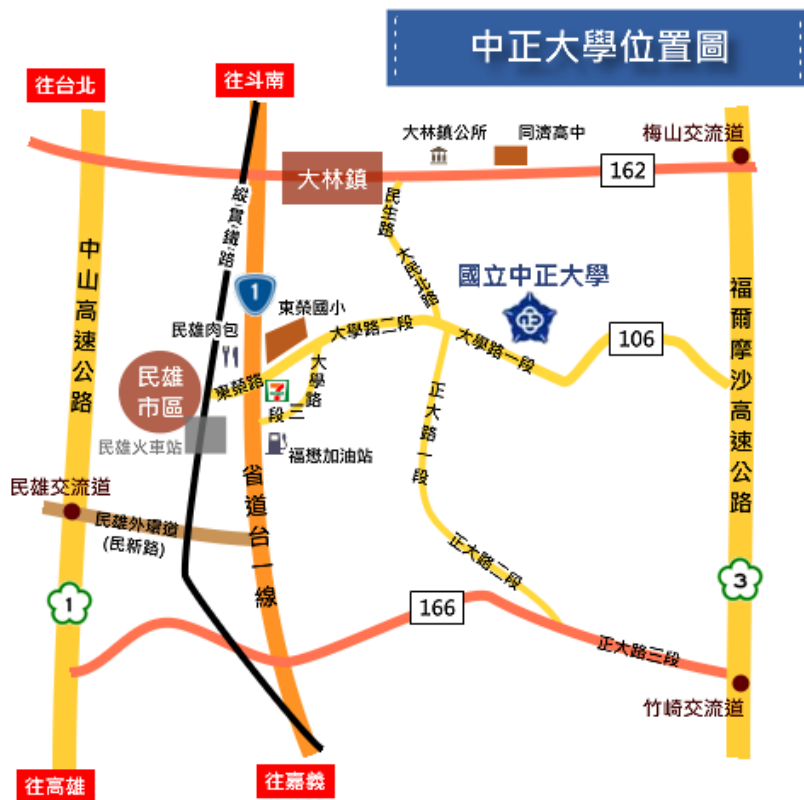 中正大學位置圖
往台北
往斗南
大林鎮公所
同濟高中
梅山交流道
大林鎮
162
縱貫鐵路
民生路
大民北路
中山高速公路
1
國立中正大學
福爾摩沙高速公路
東榮國小
民雄肉包
大學路二段
大學路一段
106
民雄
市區
東榮路
7
大學路
三段
正大路一段
民雄火車站
福懋加油站
省道台一線
民雄交流道
民雄外環道
(民新路)
正大路二段
1
3
166
正大路三段
竹崎交流道
往高雄
往嘉義